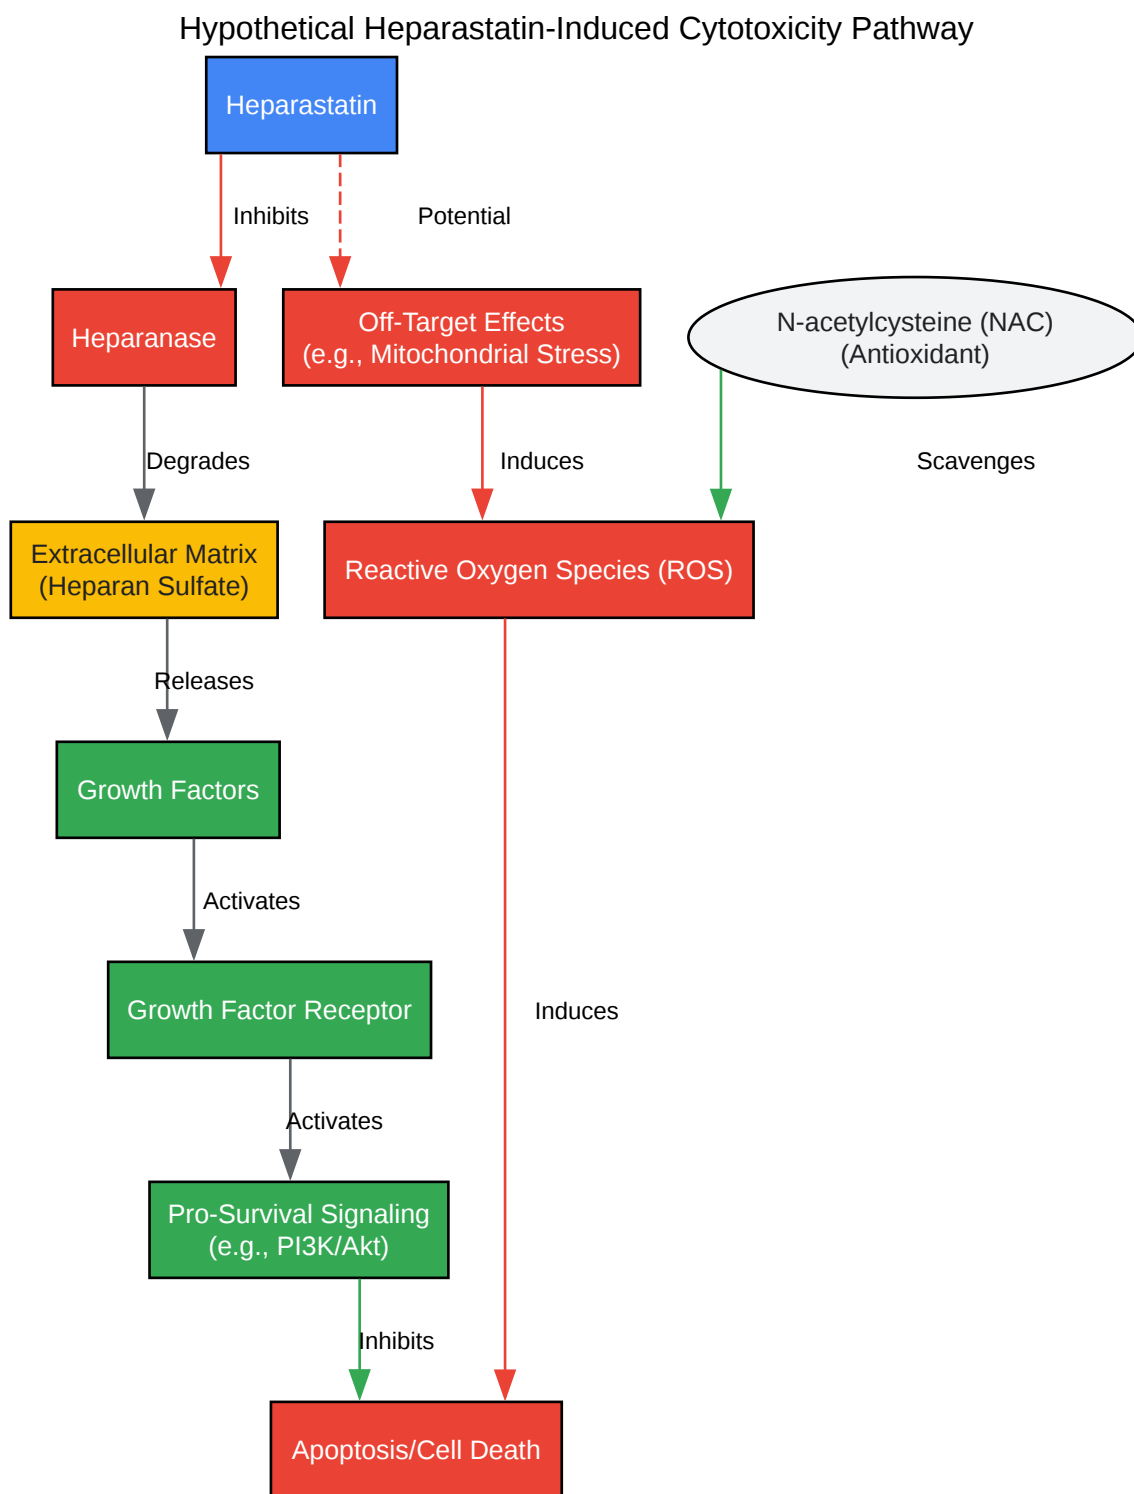 Hypothetical Heparastatin-Induced Cytotoxicity Pathway
Heparastatin
Inhibits
Potential
Heparanase
Off-Target Effects
(e.g., Mitochondrial Stress)
N-acetylcysteine (NAC)
(Antioxidant)
Degrades
Induces
Scavenges
Extracellular Matrix
(Heparan Sulfate)
Reactive Oxygen Species (ROS)
Releases
Growth Factors
Activates
Growth Factor Receptor
Induces
Activates
Pro-Survival Signaling
(e.g., PI3K/Akt)
Inhibits
Apoptosis/Cell Death